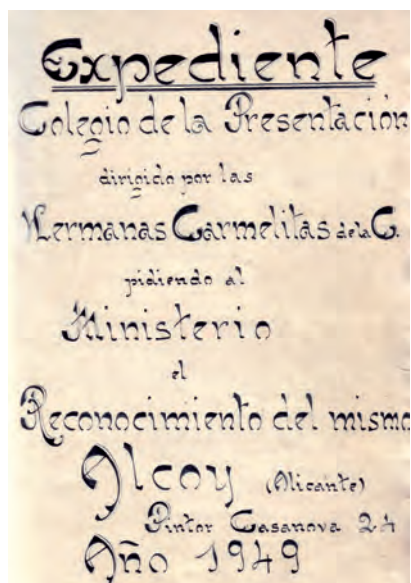 Expediente
Colegio de la Presentación
dirigido por las
Hermanas Carmelitas de la C.
pidiendo al
Ministerio
el
Reconocimiento del mismo
Alcoy (Alicante)
Pintor Casanova 24
Año 1949